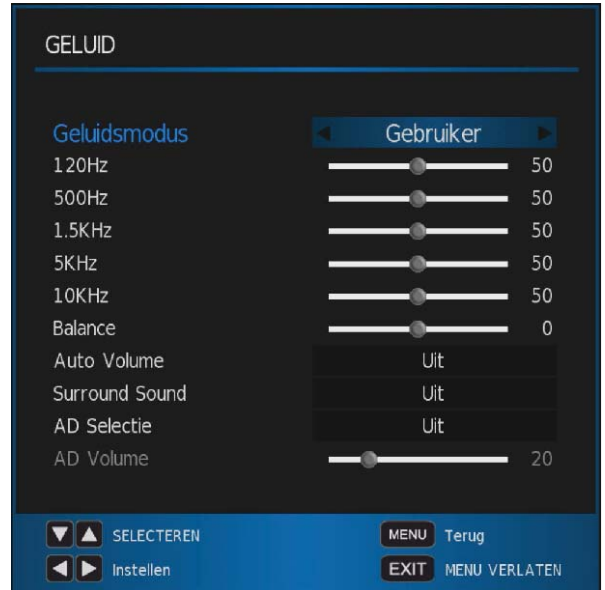 GELUID
Geluidsmodus Gebruiker
120Hz 50
500Hz 50
1.5KHz 50
5KHz 50
10KHz 50
Balance 0
Auto Volume Uit
Surround Sound Uit
AD Selectie Uit
AD Volume 20
SELECTEREN MENU Terug
Instellen EXIT MENU VERLATEN